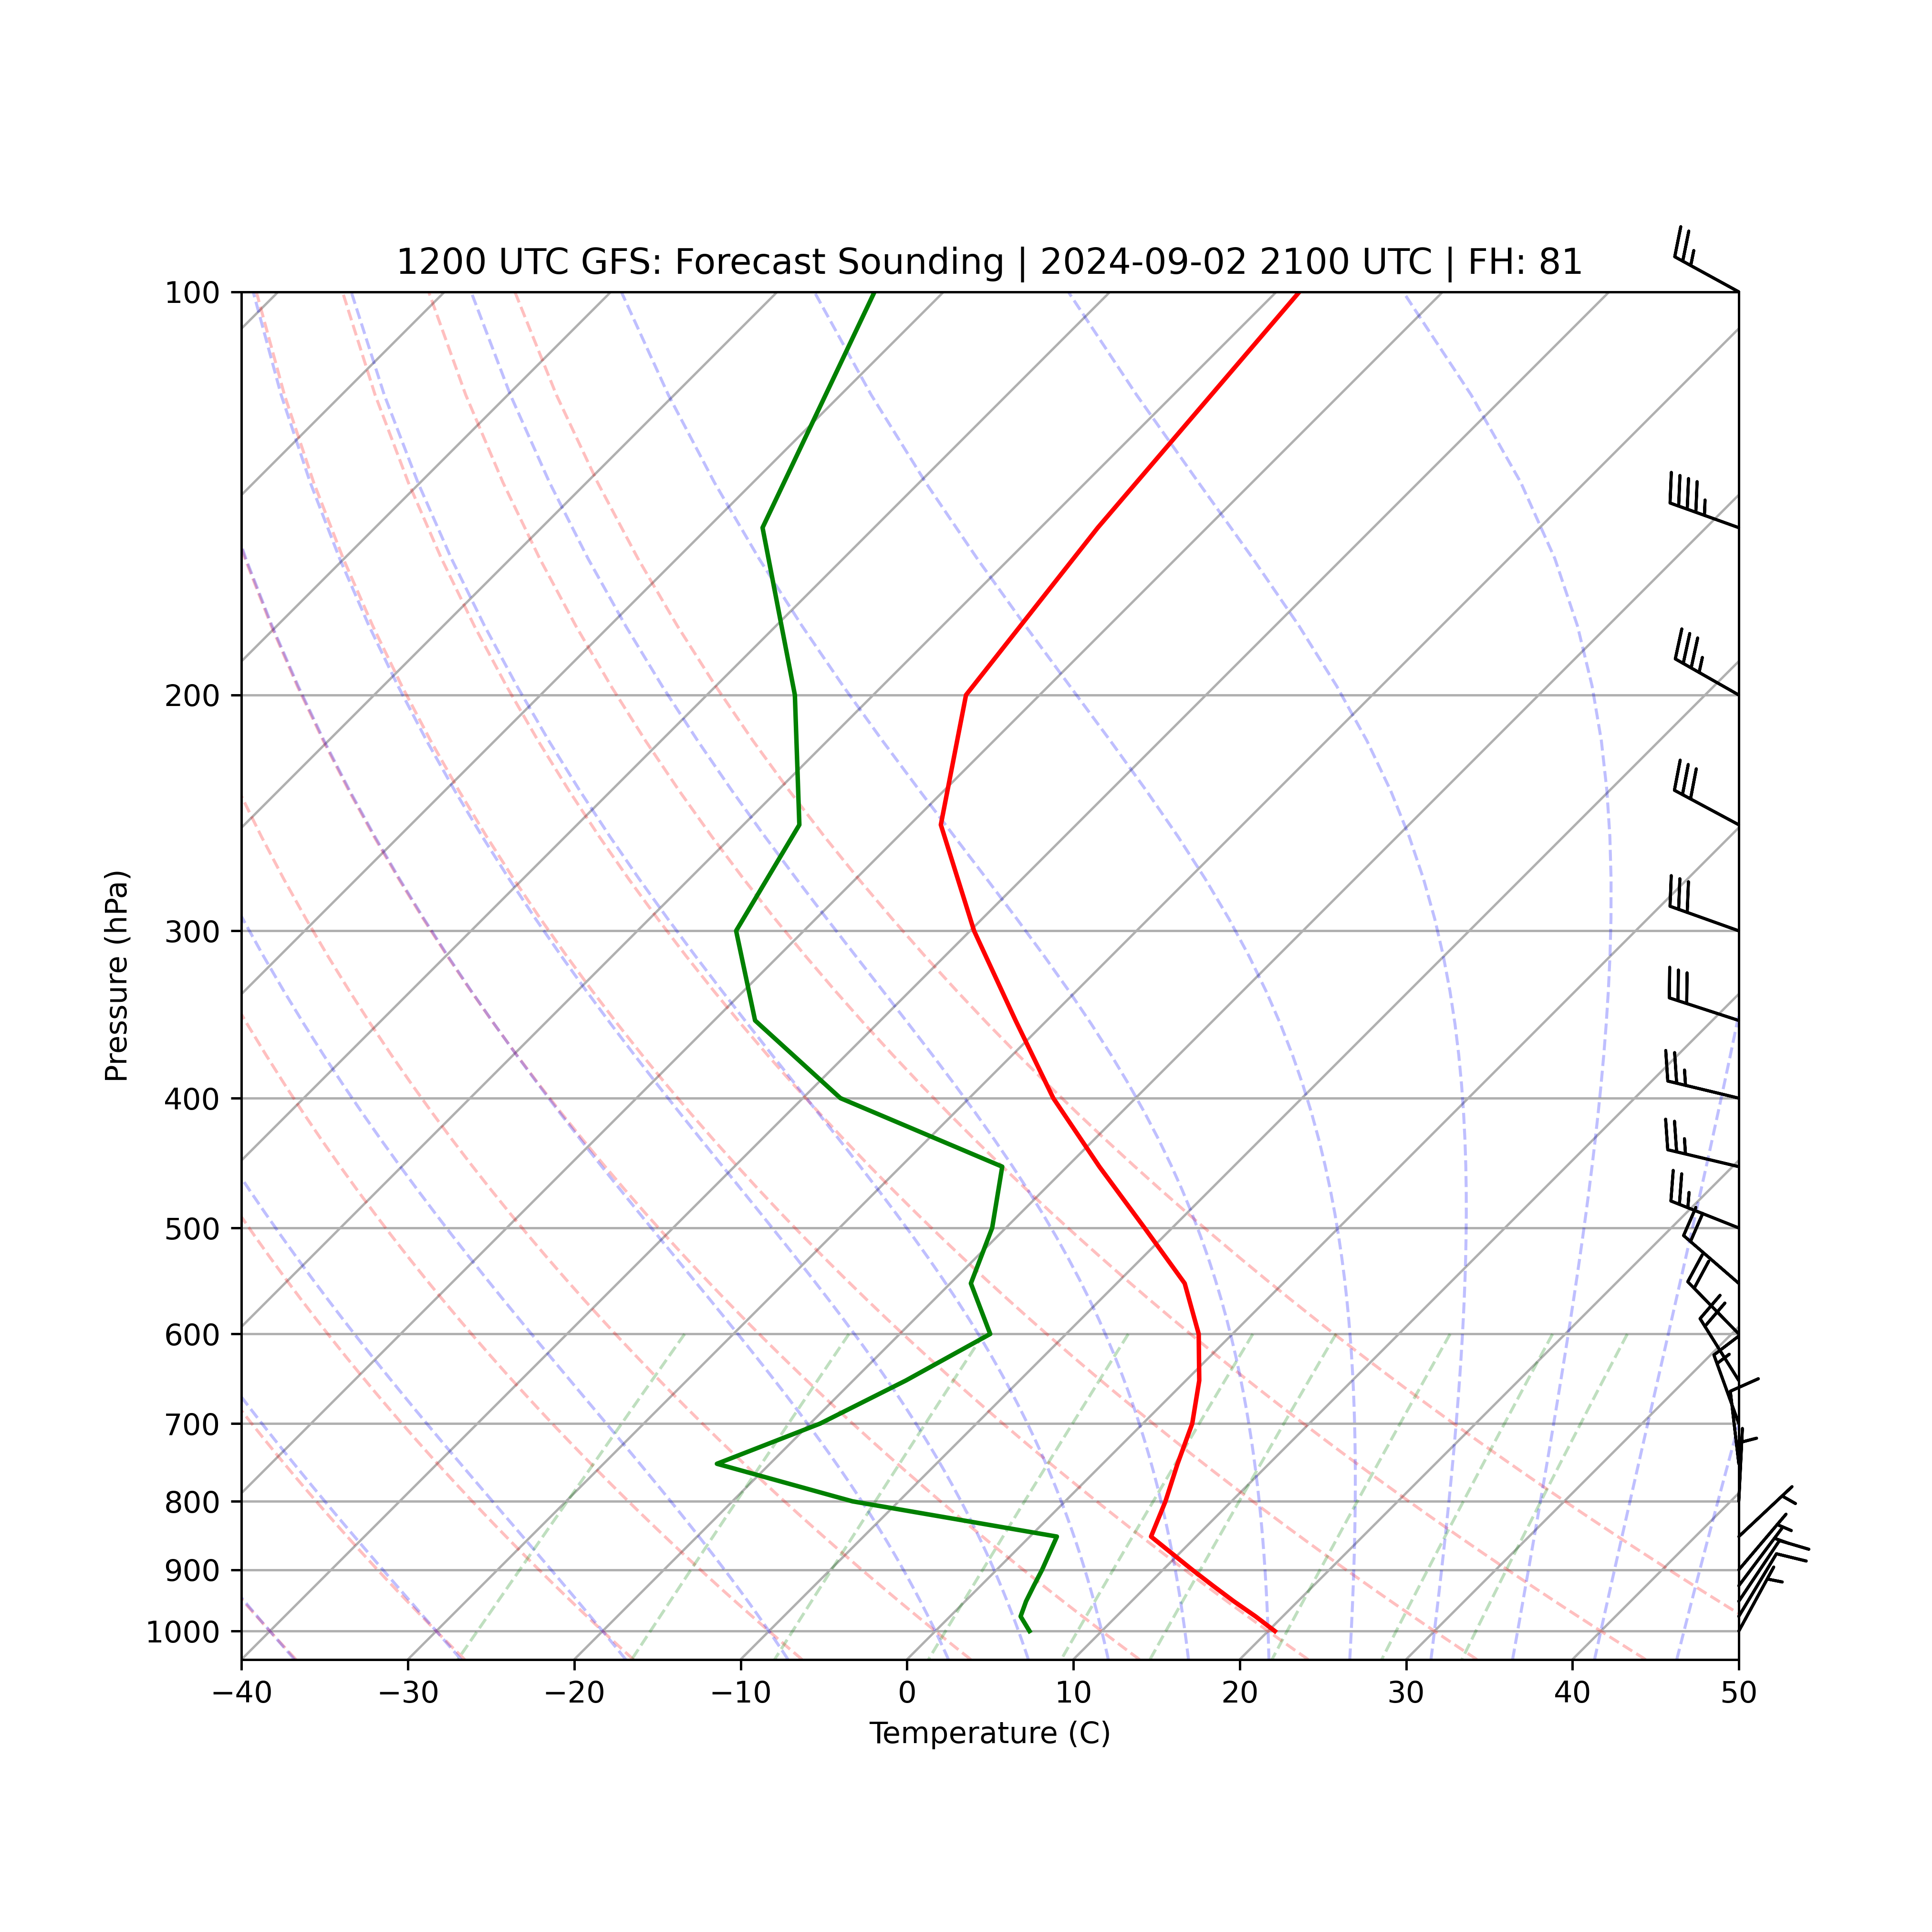 1200 UTC GFS: Forecast Sounding | 2024-09-02 2100 UTC | FH: 81
100
200
300
400
500
600
700
800
900
1000
Pressure (hPa)
−40 −30 −20 −10 0 10 20 30 40 50
Temperature (C)